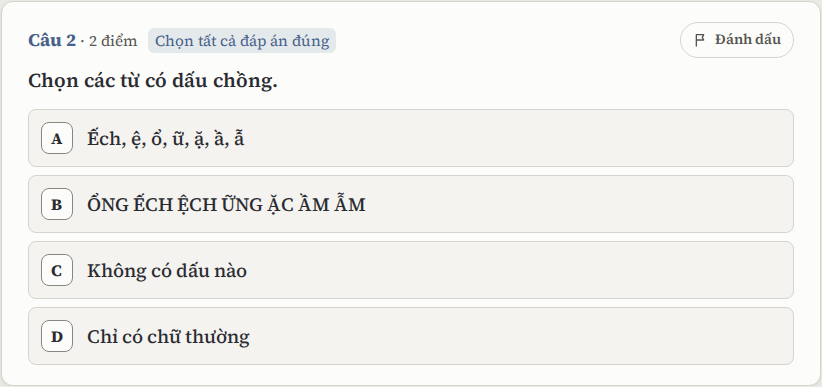 Câu 2 · 2 điểm Chọn tất cả đáp án đúng Đánh dấu
Chọn các từ có dấu chồng.
A Ếch, ệ, ổ, ữ, ặ, ầ, ẫ
B ỔNG ẾCH ỆCH ỮNG ẶC ẦM ẪM
C Không có dấu nào
D Chỉ có chữ thường